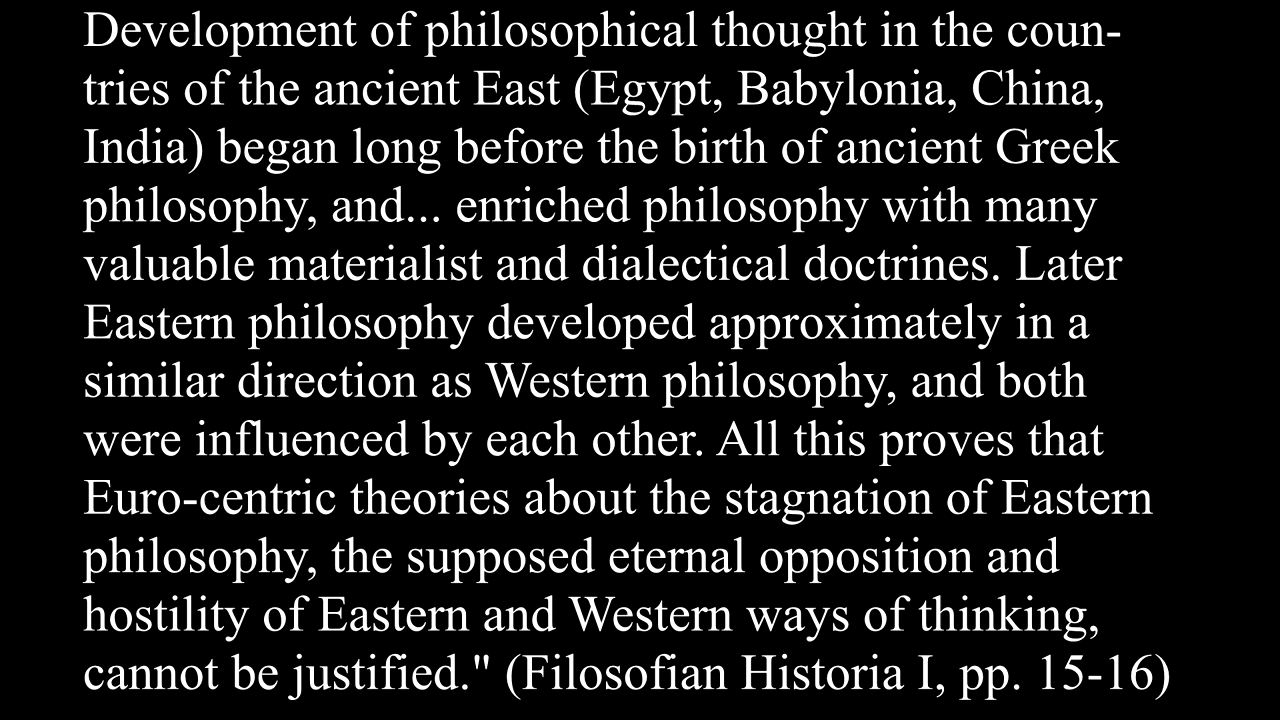 Development of philosophical thought in the coun-
tries of the ancient East (Egypt, Babylonia, China,
India) began long before the birth of ancient Greek
philosophy, and... enriched philosophy with many
valuable materialist and dialectical doctrines. Later
Eastern philosophy developed approximately in a
similar direction as Western philosophy, and both
were influenced by each other. All this proves that
Euro-centric theories about the stagnation of Eastern
philosophy, the supposed eternal opposition and
hostility of Eastern and Western ways of thinking,
cannot be justified." (Filosofian Historia I, pp. 15-16)